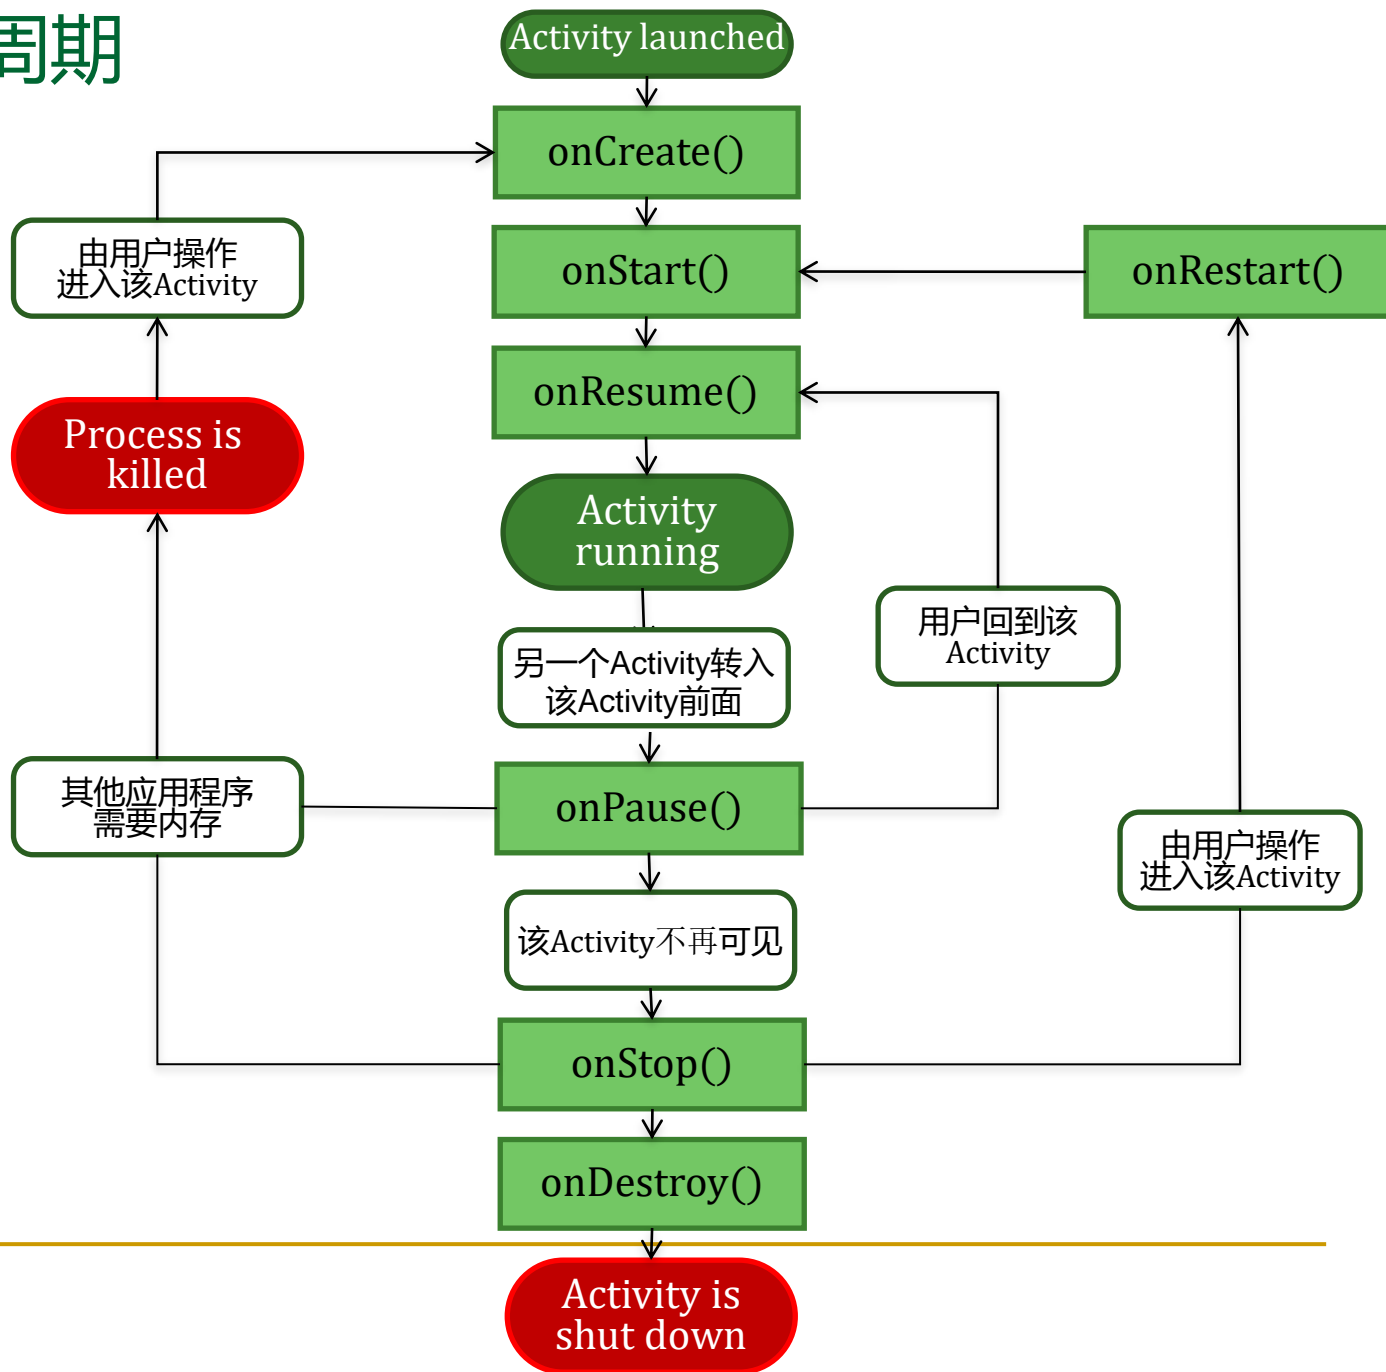 周期
Activity launched
onCreate()
由用户操作
进入该Activity
onStart()
onRestart()
onResume()
Process is
killed
Activity
running
用户回到该
Activity
另一个Activity转入
该Activity前面
其他应用程序
需要内存
onPause()
由用户操作
进入该Activity
该Activity不再可见
onStop()
onDestroy()
Activity is
shut down